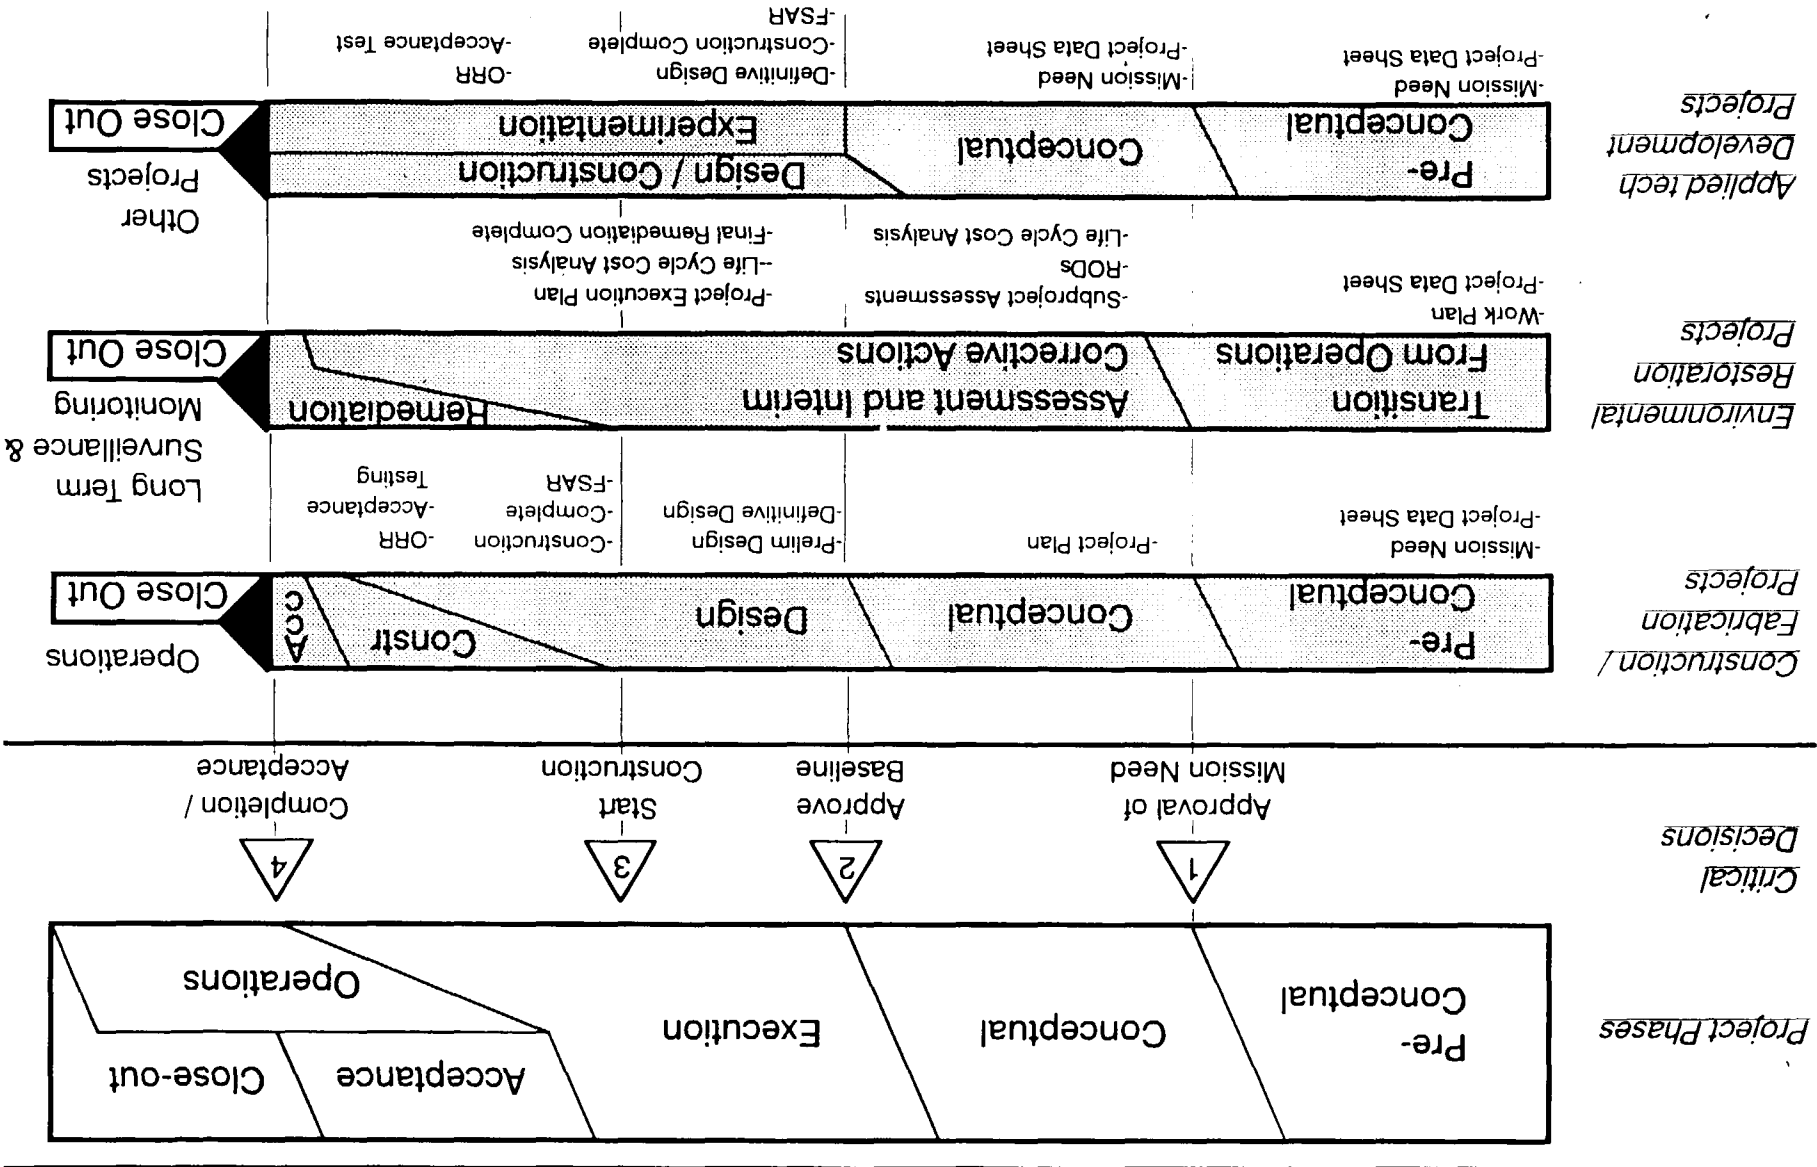 Project Phases
Pre-
Conceptual
Conceptual
Execution
Acceptance
Close-out
Operations
Critical
Decisions
1
2
3
4
Approval of
Mission Need
Approve
Baseline
Start
Construction
Completion /
Acceptance
Construction /
Fabrication
Projects
Pre-
Conceptual
Conceptual
Design
Constr
A
C
C
Operations
Close Out
-Mission Need
-Project Data Sheet
-Project Plan
-Prelim Design
-Definitive Design
-Construction
-Complete
-FSAR
-ORR
-Acceptance
Testing
Environmental
Restoration
Projects
Transition
From Operations
Assessment and Interim
Corrective Actions
Remediation
Long Term
Surveillance &
Monitoring
Close Out
-Work Plan
-Project Data Sheet
-Subproject Assessments
-RODs
-Life Cycle Cost Analysis
-Project Execution Plan
--Life Cycle Cost Analysis
-Final Remediation Complete
Applied tech
Development
Projects
Pre-
Conceptual
Conceptual
Design / Construction
Experimentation
Other
Projects
Close Out
-Mission Need
-Project Data Sheet
-Mission Need
-Project Data Sheet
-Definitive Design
-Construction Complete
-FSAR
-ORR
-Acceptance Test